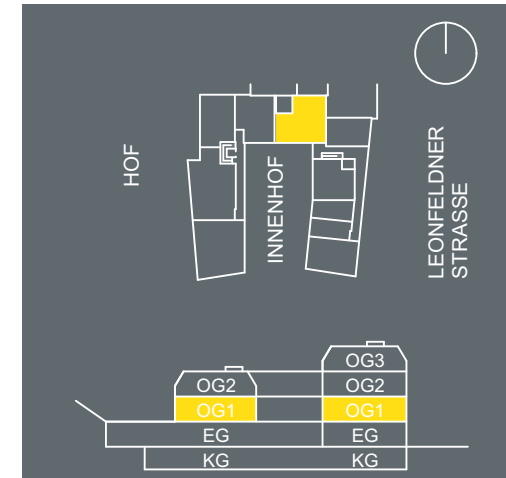 HOF
INNENHOF
LEONFELDNER
STRASSE
OG3
OG2 OG2
OG1 OG1
EG EG
KG KG